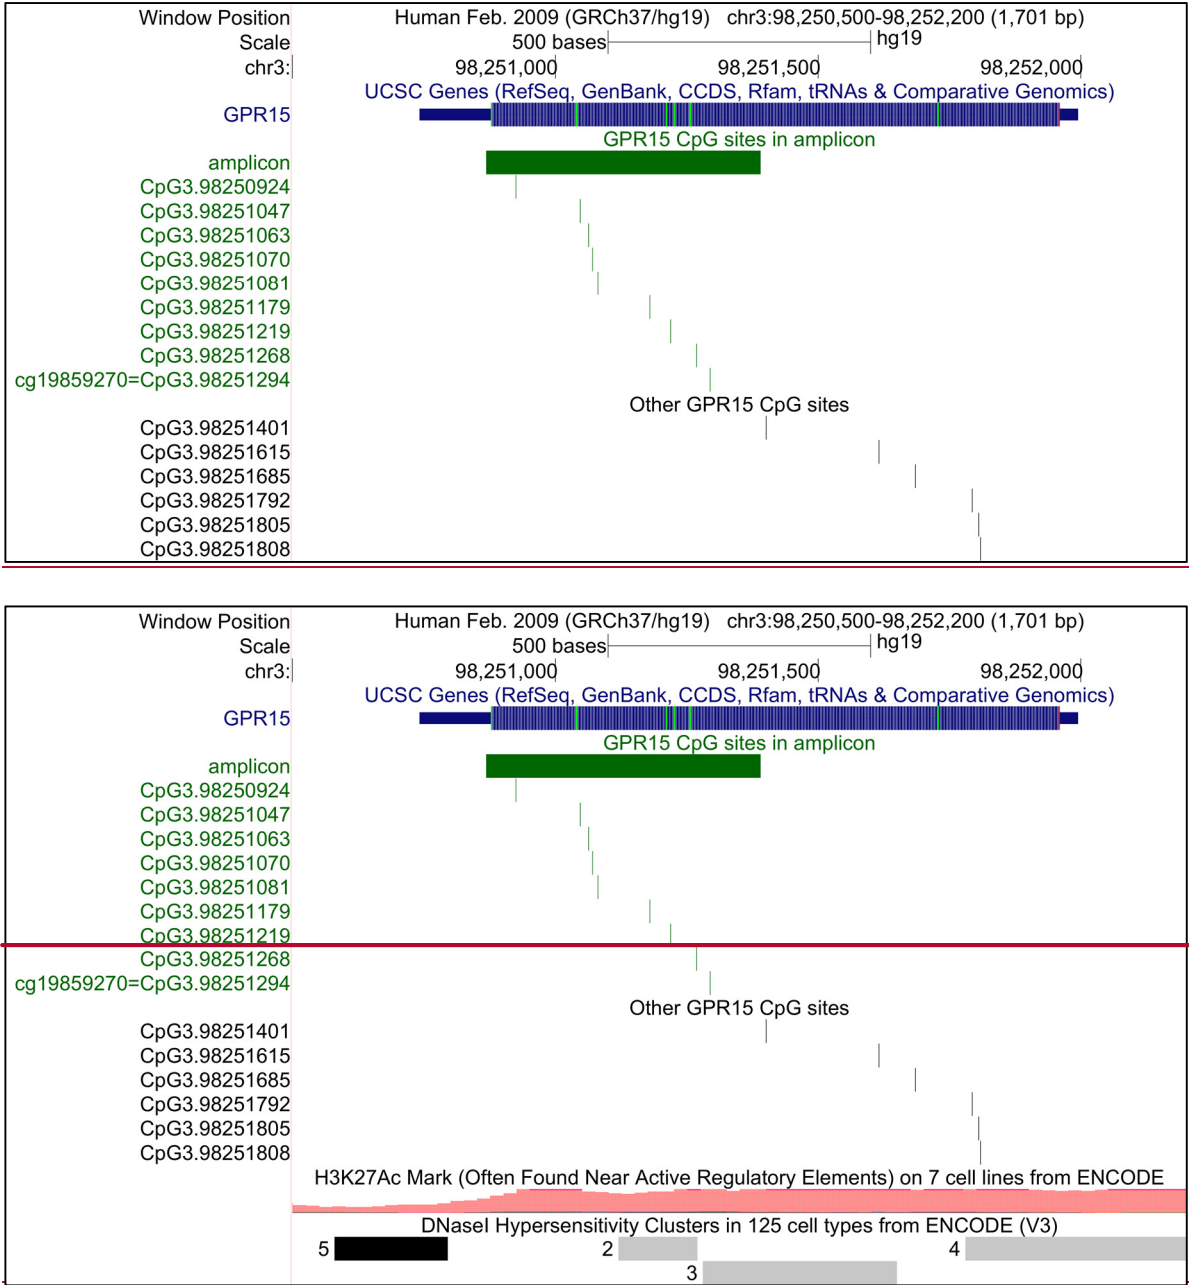 Window Position Human Feb. 2009 (GRCh37/hg19) chr3:98,250,500-98,252,200 (1,701 bp)
Scale 500 bases hg19
chr3: 98,251,000 98,251,500 98,252,000
UCSC Genes (RefSeq, GenBank, CCDS, Rfam, tRNAs & Comparative Genomics)
GPR15
GPR15 CpG sites in amplicon
amplicon
CpG3.98250924
CpG3.98251047
CpG3.98251063
CpG3.98251070
CpG3.98251081
CpG3.98251179
CpG3.98251219
CpG3.98251268
cg19859270=CpG3.98251294
Other GPR15 CpG sites
CpG3.98251401
CpG3.98251615
CpG3.98251685
CpG3.98251792
CpG3.98251805
CpG3.98251808
Window Position Human Feb. 2009 (GRCh37/hg19) chr3:98,250,500-98,252,200 (1,701 bp)
Scale 500 bases hg19
chr3: 98,251,000 98,251,500 98,252,000
UCSC Genes (RefSeq, GenBank, CCDS, Rfam, tRNAs & Comparative Genomics)
GPR15
GPR15 CpG sites in amplicon
amplicon
CpG3.98250924
CpG3.98251047
CpG3.98251063
CpG3.98251070
CpG3.98251081
CpG3.98251179
CpG3.98251219
CpG3.98251268
cg19859270=CpG3.98251294
Other GPR15 CpG sites
CpG3.98251401
CpG3.98251615
CpG3.98251685
CpG3.98251792
CpG3.98251805
CpG3.98251808
H3K27Ac Mark (Often Found Near Active Regulatory Elements) on 7 cell lines from ENCODE
DNaseI Hypersensitivity Clusters in 125 cell types from ENCODE (V3)
5 2 4
3